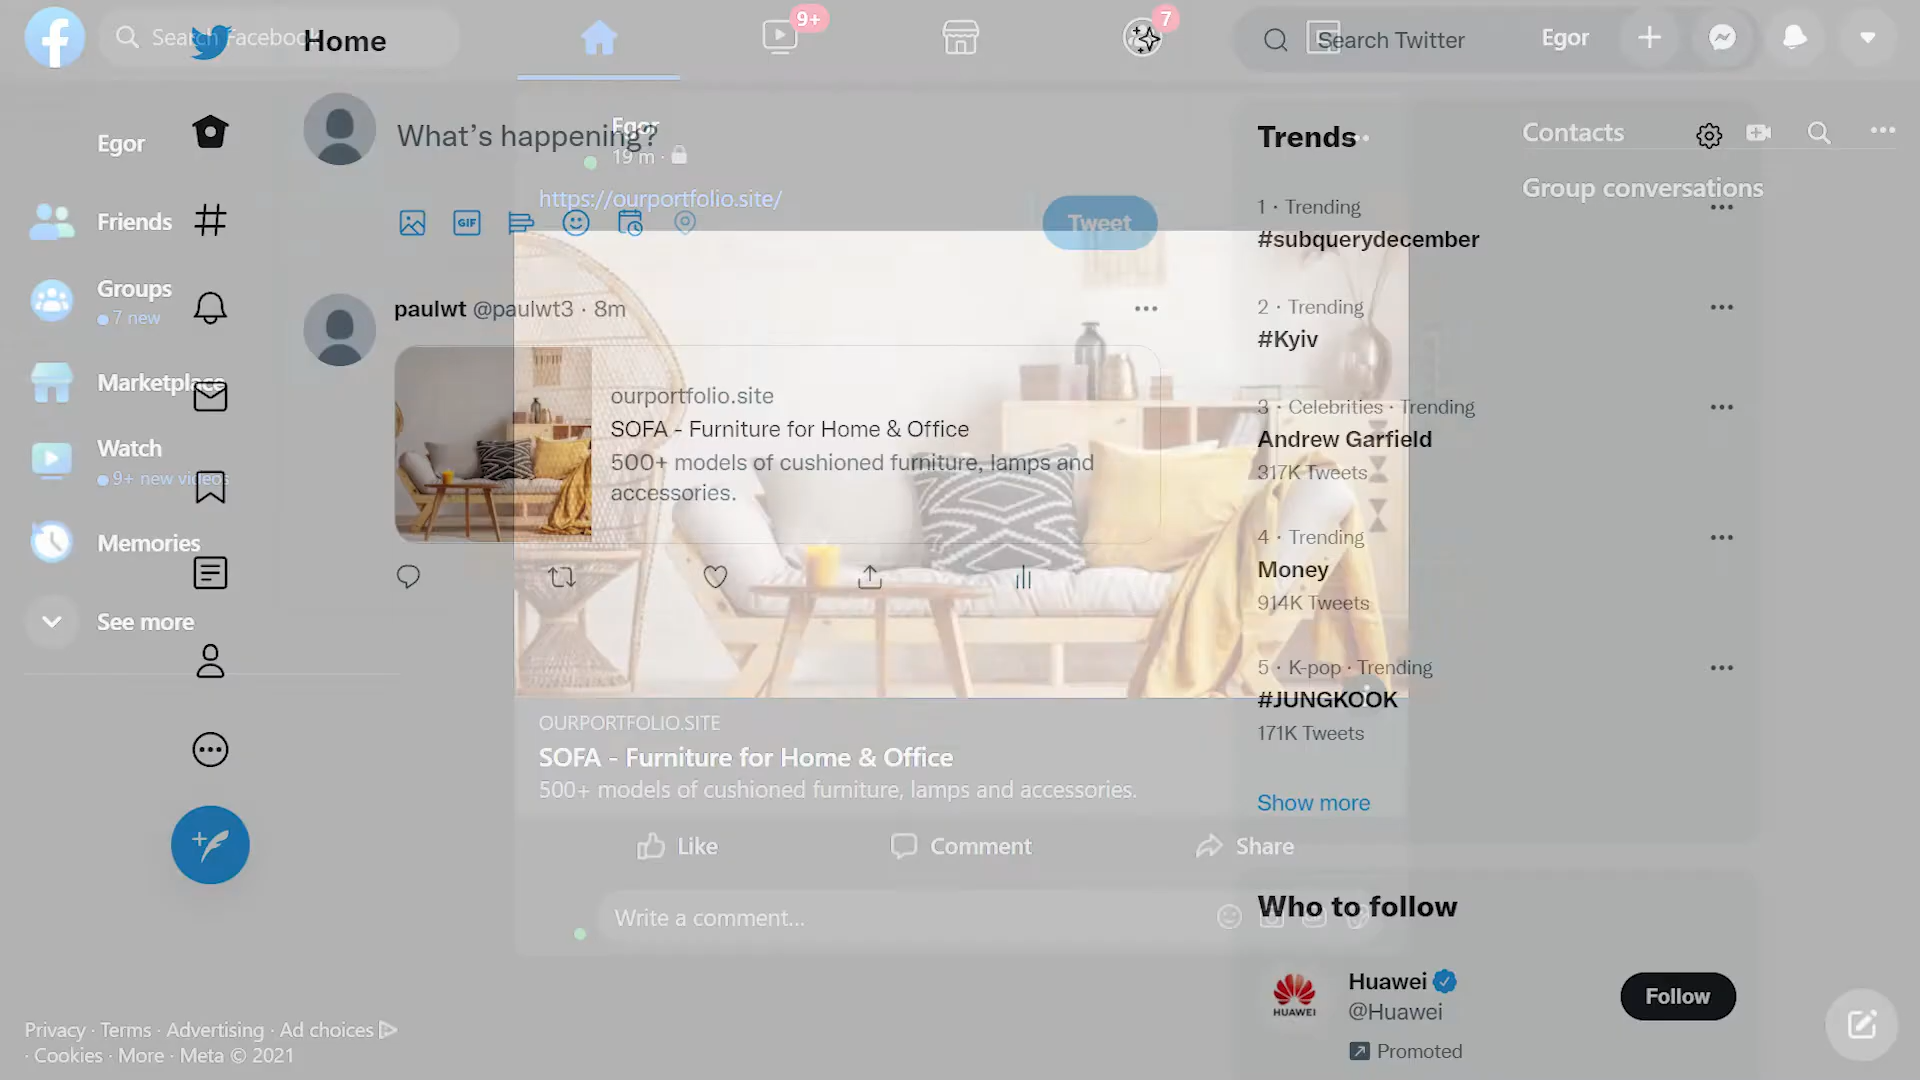 Search Facebook
Home
9+
7
Search Twitter
Egor
Egor
What's happening?
Egor
19 m ·
https://ourportfolio.site/
Tweet
Trends
Contacts
Group conversations
Friends
Groups
7 new
Marketplace
Watch
9+ new videos
Memories
See more
GIF
paulwt @paulwt3 · 8m
ourportfolio.site
SOFA - Furniture for Home & Office
500+ models of cushioned furniture, lamps and
accessories.
1 · Trending
#subquerydecember
2 · Trending
#Kyiv
3 · Celebrities · Trending
Andrew Garfield
317K Tweets
4 · Trending
Money
914K Tweets
5 · K-pop · Trending
#JUNGKOOK
171K Tweets
Show more
OURPORTFOLIO.SITE
SOFA - Furniture for Home & Office
500+ models of cushioned furniture, lamps and accessories.
Like
Comment
Share
Write a comment...
Who to follow
HUAWEI
Huawei
@Huawei
Follow
Promoted
Privacy · Terms · Advertising · Ad choices
· Cookies · More · Meta © 2021